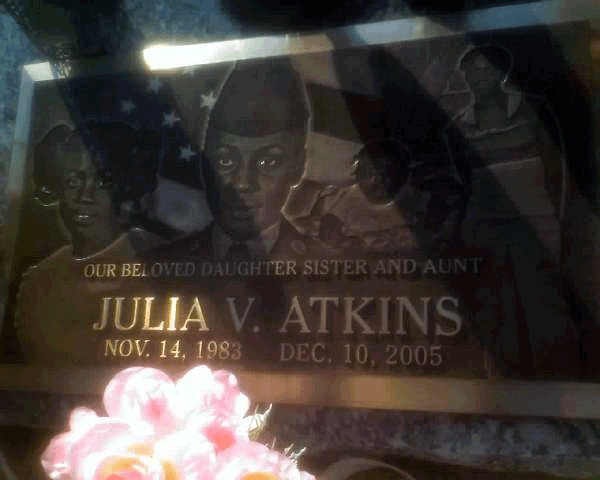 OUR BELOVED DAUGHTER SISTER AND AUNT
JULIA V. ATKINS
NOV. 14, 1983 DEC. 10, 2005